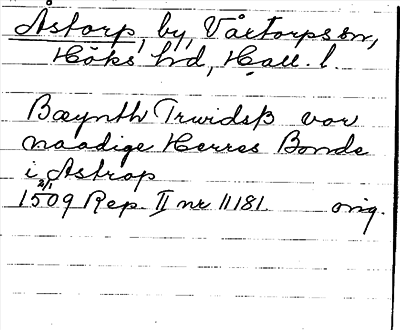 Åstorp, by, Vårtorps sn,
Höks hd, Hall. l.
Bæynth Trwidsß vor
naadige Herres Bonde
i Astrop
2/1
1509 Rep. II nr 11181. orig.